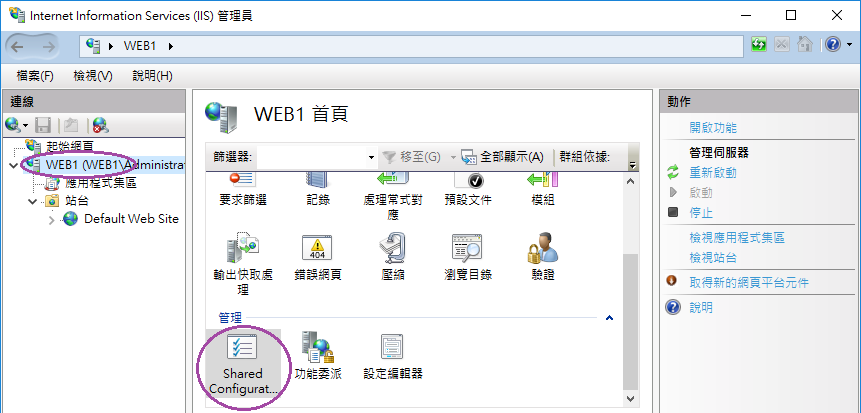 Internet Information Services (IIS) 管理員
WEB1
檔案(F) 檢視(V) 說明(H)
連線
起始網頁
WEB1 (WEB1\Administrat
應用程式集區
站台
Default Web Site
WEB1 首頁
篩選器: 移至(G) 全部顯示(A) 群組依據:
要求篩選 記錄 處理常式對應 預設文件 模組
輸出快取處理 錯誤網頁 壓縮 瀏覽目錄 驗證
404
管理
Shared Configurat... 功能委派 設定編輯器
動作
開啟功能
管理伺服器
重新啟動
啟動
停止
檢視應用程式集區
檢視站台
取得新的網頁平台元件
說明